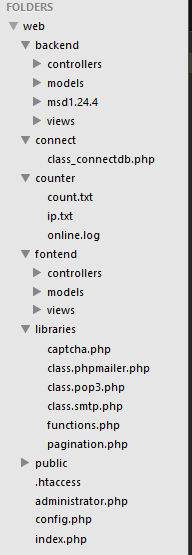 FOLDERS
web
backend
controllers
models
msd1.24.4
views
connect
class_connectdb.php
counter
count.txt
ip.txt
online.log
fontend
controllers
models
views
libraries
captcha.php
class.phpmailer.php
class.pop3.php
class.smtp.php
functions.php
pagination.php
public
.htaccess
administrator.php
config.php
index.php